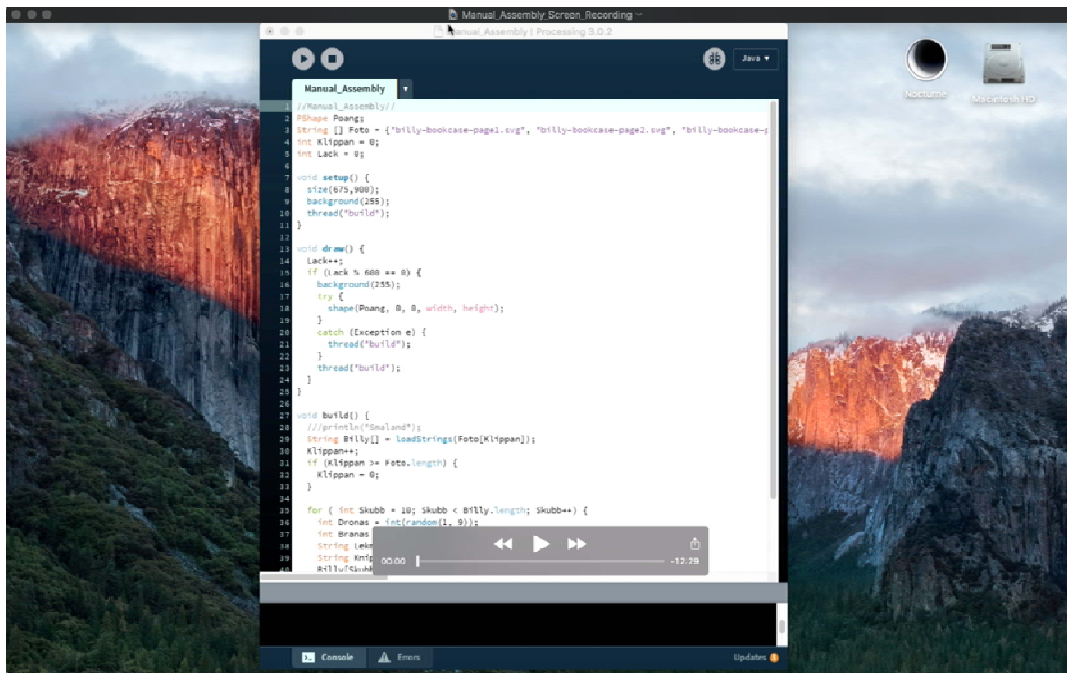 Manual_Assembly_Screen_Recording
Manual_Assembly | Processing 3.0.2
Java
Nocturne
Macintosh HD
Manual_Assembly
1 //Manual_Assembly//
2 PShape Poang;
3 String [] Foto = {"billy-bookcase-page1.svg", "billy-bookcase-page2.svg", "billy-bookcase-p
4 int Klippan = 0;
5 int Lack = 0;
6
7 void setup() {
8 size(675,900);
9 background(255);
10 thread("build");
11 }
12
13 void draw() {
14 Lack++;
15 if (Lack % 600 == 0) {
16 background(255);
17 try {
18 shape(Poang, 0, 0, width, height);
19 }
20 catch (Exception e) {
21 thread("build");
22 }
23 thread("build");
24 }
25 }
26
27 void build() {
28 ///println("Smaland");
29 String Billy[] = loadStrings(Foto[Klippan]);
30 Klippan++;
31 if (Klippan >= Foto.length) {
32 Klippan = 0;
33 }
34
35 for ( int Skubb = 10; Skubb < Billy.length; Skubb++) {
36 int Dronas = int(random(1, 9));
37 int Branas
38 String Lekm
39 String Knip
40 Billy[Skubb
00:00
-12:29
Console
Errors
Updates